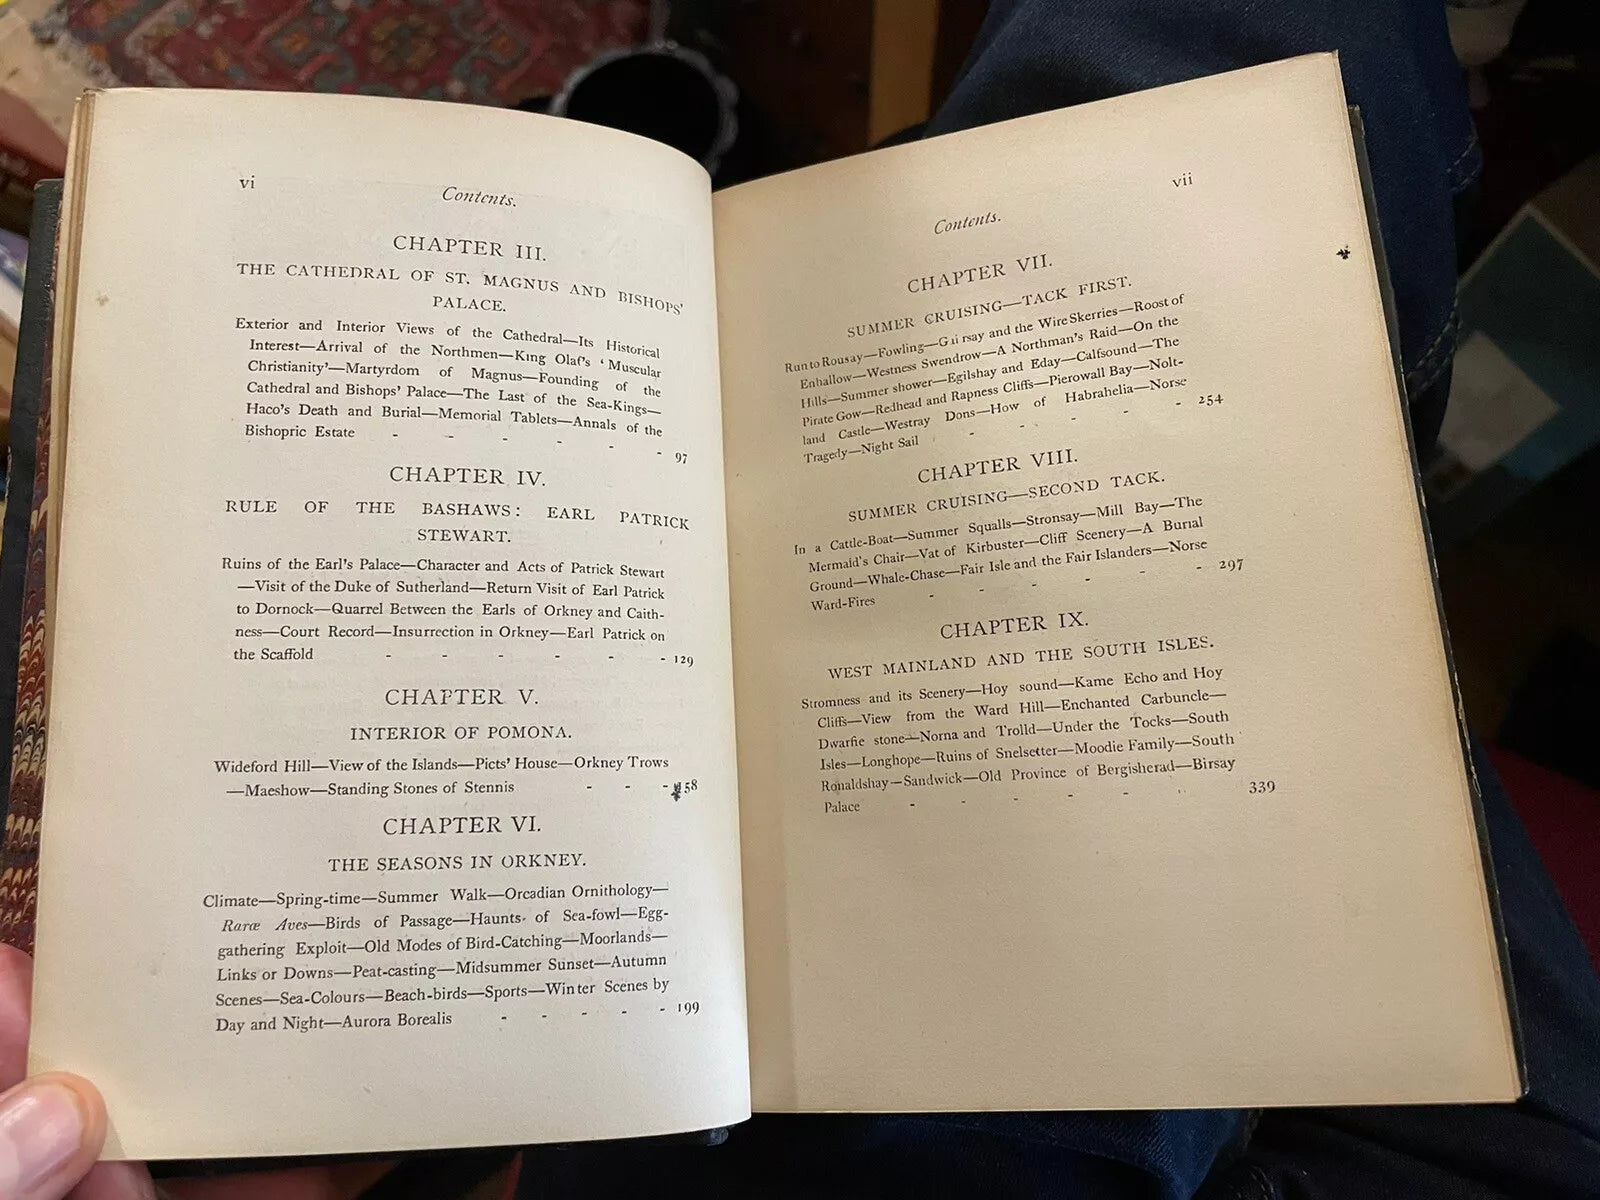 vi
Contents.
CHAPTER III.
THE CATHEDRAL OF ST. MAGNUS AND BISHOPS'
PALACE.
Exterior and Interior Views of the Cathedral—Its Historical
Interest—Arrival of the Northmen—King Olaf's 'Muscular
Christianity'—Martyrdom of Magnus—Founding of the
Cathedral and Bishops' Palace—The Last of the Sea-Kings—
Haco's Death and Burial—Memorial Tablets—Annals of the
Bishopric Estate - - - - - - 97
CHAPTER IV.
RULE OF THE BASHAWS: EARL PATRICK
STEWART.
Ruins of the Earl's Palace—Character and Acts of Patrick Stewart
—Visit of the Duke of Sutherland—Return Visit of Earl Patrick
to Dornock—Quarrel Between the Earls of Orkney and Caith-
ness—Court Record—Insurrection in Orkney—Earl Patrick on
the Scaffold - - - - - - 129
CHAPTER V.
INTERIOR OF POMONA.
Wideford Hill—View of the Islands—Picts' House—Orkney Trows
—Maeshow—Standing Stones of Stennis - - - 158
CHAPTER VI.
THE SEASONS IN ORKNEY.
Climate—Spring-time—Summer Walk—Orcadian Ornithology—
Raræ Aves—Birds of Passage—Haunts of Sea-fowl—Egg-
gathering Exploit—Old Modes of Bird-Catching—Moorlands—
Links or Downs—Peat-casting—Midsummer Sunset—Autumn
Scenes—Sea-Colours—Beach-birds—Sports—Winter Scenes by
Day and Night—Aurora Borealis - - - - - 199
vii
Contents.
CHAPTER VII.
SUMMER CRUISING—TACK FIRST.
Run to Rousay—Fowling—Gairsay and the Wire Skerries—Roost of
Enhallow—Westness Swendrow—A Northman's Raid—On the
Hills—Summer shower—Egilshay and Eday—Calfsound—The
Pirate Gow—Redhead and Rapness Cliffs—Pierowall Bay—Nolt-
land Castle—Westray Dons—How of Habrahelia—Norse
Tragedy—Night Sail - - - - - 254
CHAPTER VIII.
SUMMER CRUISING—SECOND TACK.
In a Cattle-Boat—Summer Squalls—Stronsay—Mill Bay—The
Mermaid's Chair—Vat of Kirbuster—Cliff Scenery—A Burial
Ground—Whale-Chase—Fair Isle and the Fair Islanders—Norse
Ward-Fires - - - - - - 297
CHAPTER IX.
WEST MAINLAND AND THE SOUTH ISLES.
Stromness and its Scenery—Hoy sound—Kame Echo and Hoy
Cliffs—View from the Ward Hill—Enchanted Carbuncle—
Dwarfie stone—Norna and Trolld—Under the Tocks—South
Isles—Longhope—Ruins of Snelsetter—Moodie Family—South
Ronaldshay—Sandwick—Old Province of Bergisherad—Birsay
Palace - - - - - - - 339